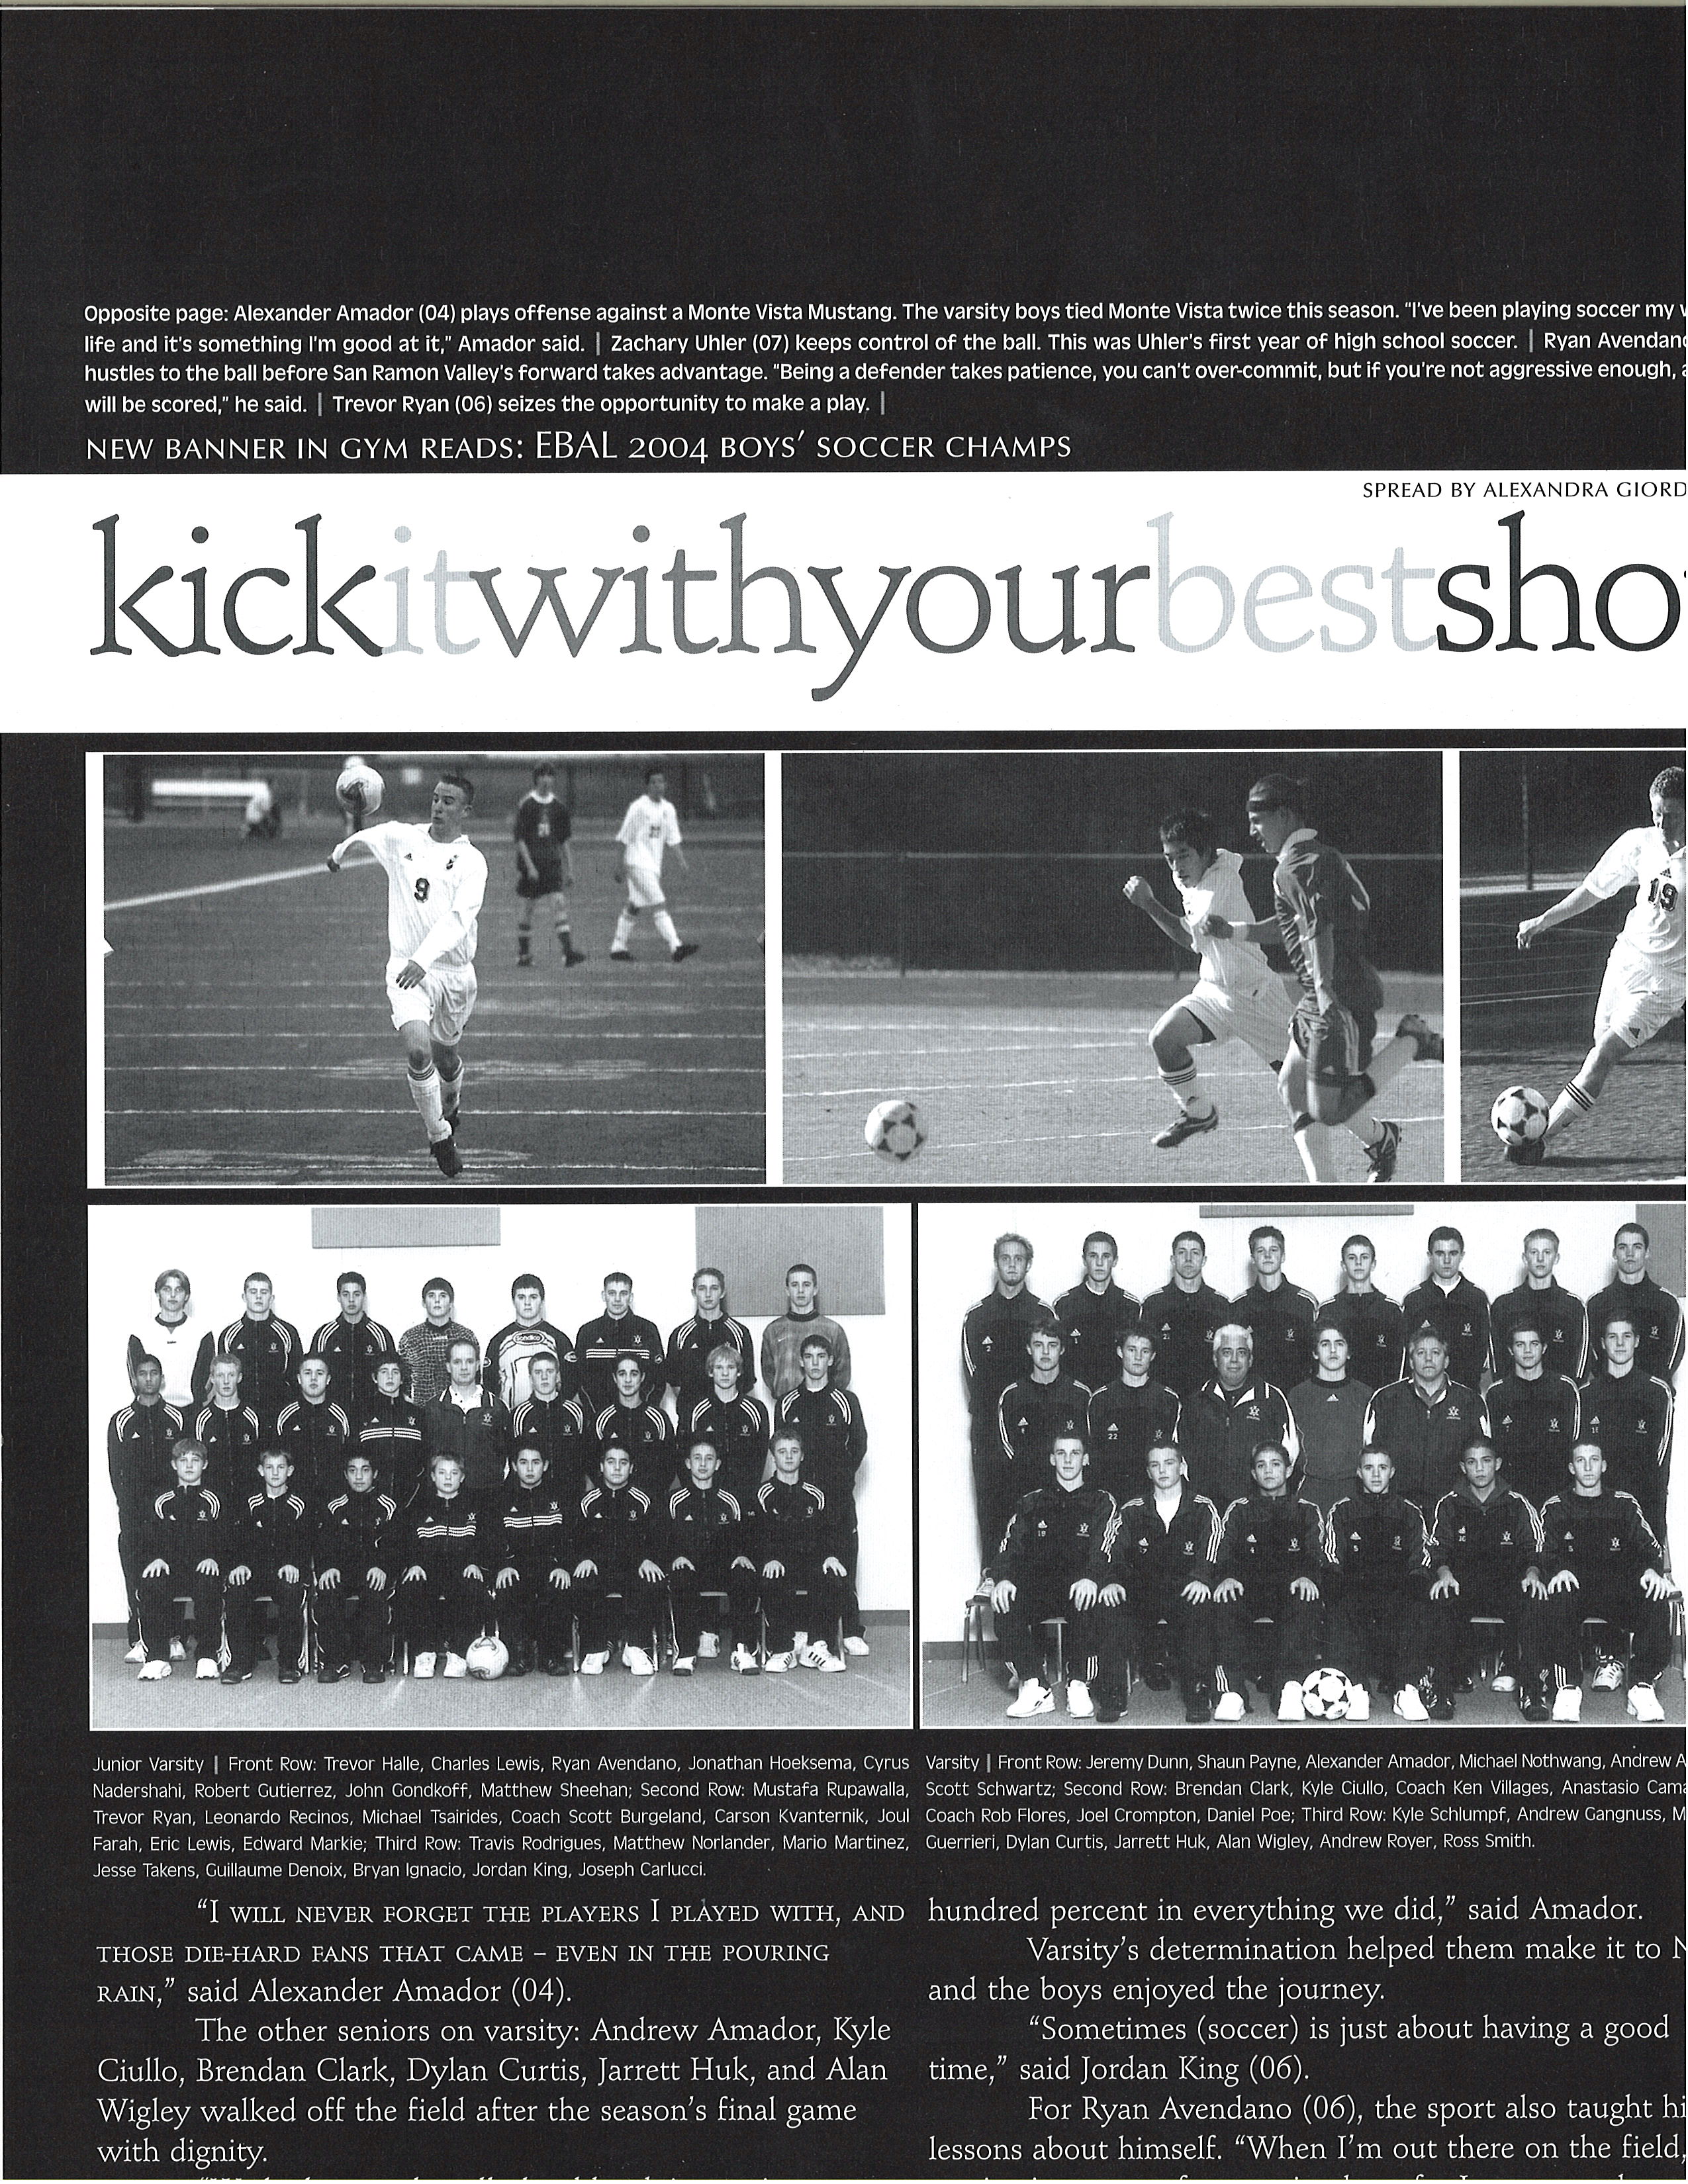 Opposite page: Alexander Amador (04) plays offense against a Monte Vista Mustang. The varsity boys tied Monte Vista twice this season. "I've been playing soccer my
life and it's something I'm good at it," Amador said. | Zachary Uhler (07) keeps control of the ball. This was Uhler's first year of high school soccer. | Ryan Avendano
hustles to the ball before San Ramon Valley's forward takes advantage. "Being a defender takes patience, you can't over-commit, but if you're not aggressive enough,
will be scored," he said. | Trevor Ryan (06) seizes the opportunity to make a play. |
NEW BANNER IN GYM READS: EBAL 2004 BOYS' SOCCER CHAMPS
SPREAD BY ALEXANDRA GIORD
kickitwithyourbestsho
9
19
Junior Varsity | Front Row: Trevor Halle, Charles Lewis, Ryan Avendano, Jonathan Hoeksema, Cyrus
Nadershahi, Robert Gutierrez, John Gondkoff, Matthew Sheehan; Second Row: Mustafa Rupawalla,
Trevor Ryan, Leonardo Recinos, Michael Tsairides, Coach Scott Burgeland, Carson Kvanternik, Joul
Farah, Eric Lewis, Edward Markie; Third Row: Travis Rodrigues, Matthew Norlander, Mario Martinez,
Jesse Takens, Guillaume Denoix, Bryan Ignacio, Jordan King, Joseph Carlucci.
Varsity | Front Row: Jeremy Dunn, Shaun Payne, Alexander Amador, Michael Nothwang, Andrew A
Scott Schwartz; Second Row: Brendan Clark, Kyle Ciullo, Coach Ken Villages, Anastasio Cama
Coach Rob Flores, Joel Crompton, Daniel Poe; Third Row: Kyle Schlumpf, Andrew Gangnuss, M
Guerrieri, Dylan Curtis, Jarrett Huk, Alan Wigley, Andrew Royer, Ross Smith.
"I WILL NEVER FORGET THE PLAYERS I PLAYED WITH, AND
THOSE DIE-HARD FANS THAT CAME – EVEN IN THE POURING
RAIN," said Alexander Amador (04).
The other seniors on varsity: Andrew Amador, Kyle
Ciullo, Brendan Clark, Dylan Curtis, Jarrett Huk, and Alan
Wigley walked off the field after the season's final game
with dignity.
hundred percent in everything we did," said Amador.
Varsity's determination helped them make it to N
and the boys enjoyed the journey.
"Sometimes (soccer) is just about having a good
time," said Jordan King (06).
For Ryan Avendano (06), the sport also taught hi
lessons about himself. "When I'm out there on the field,